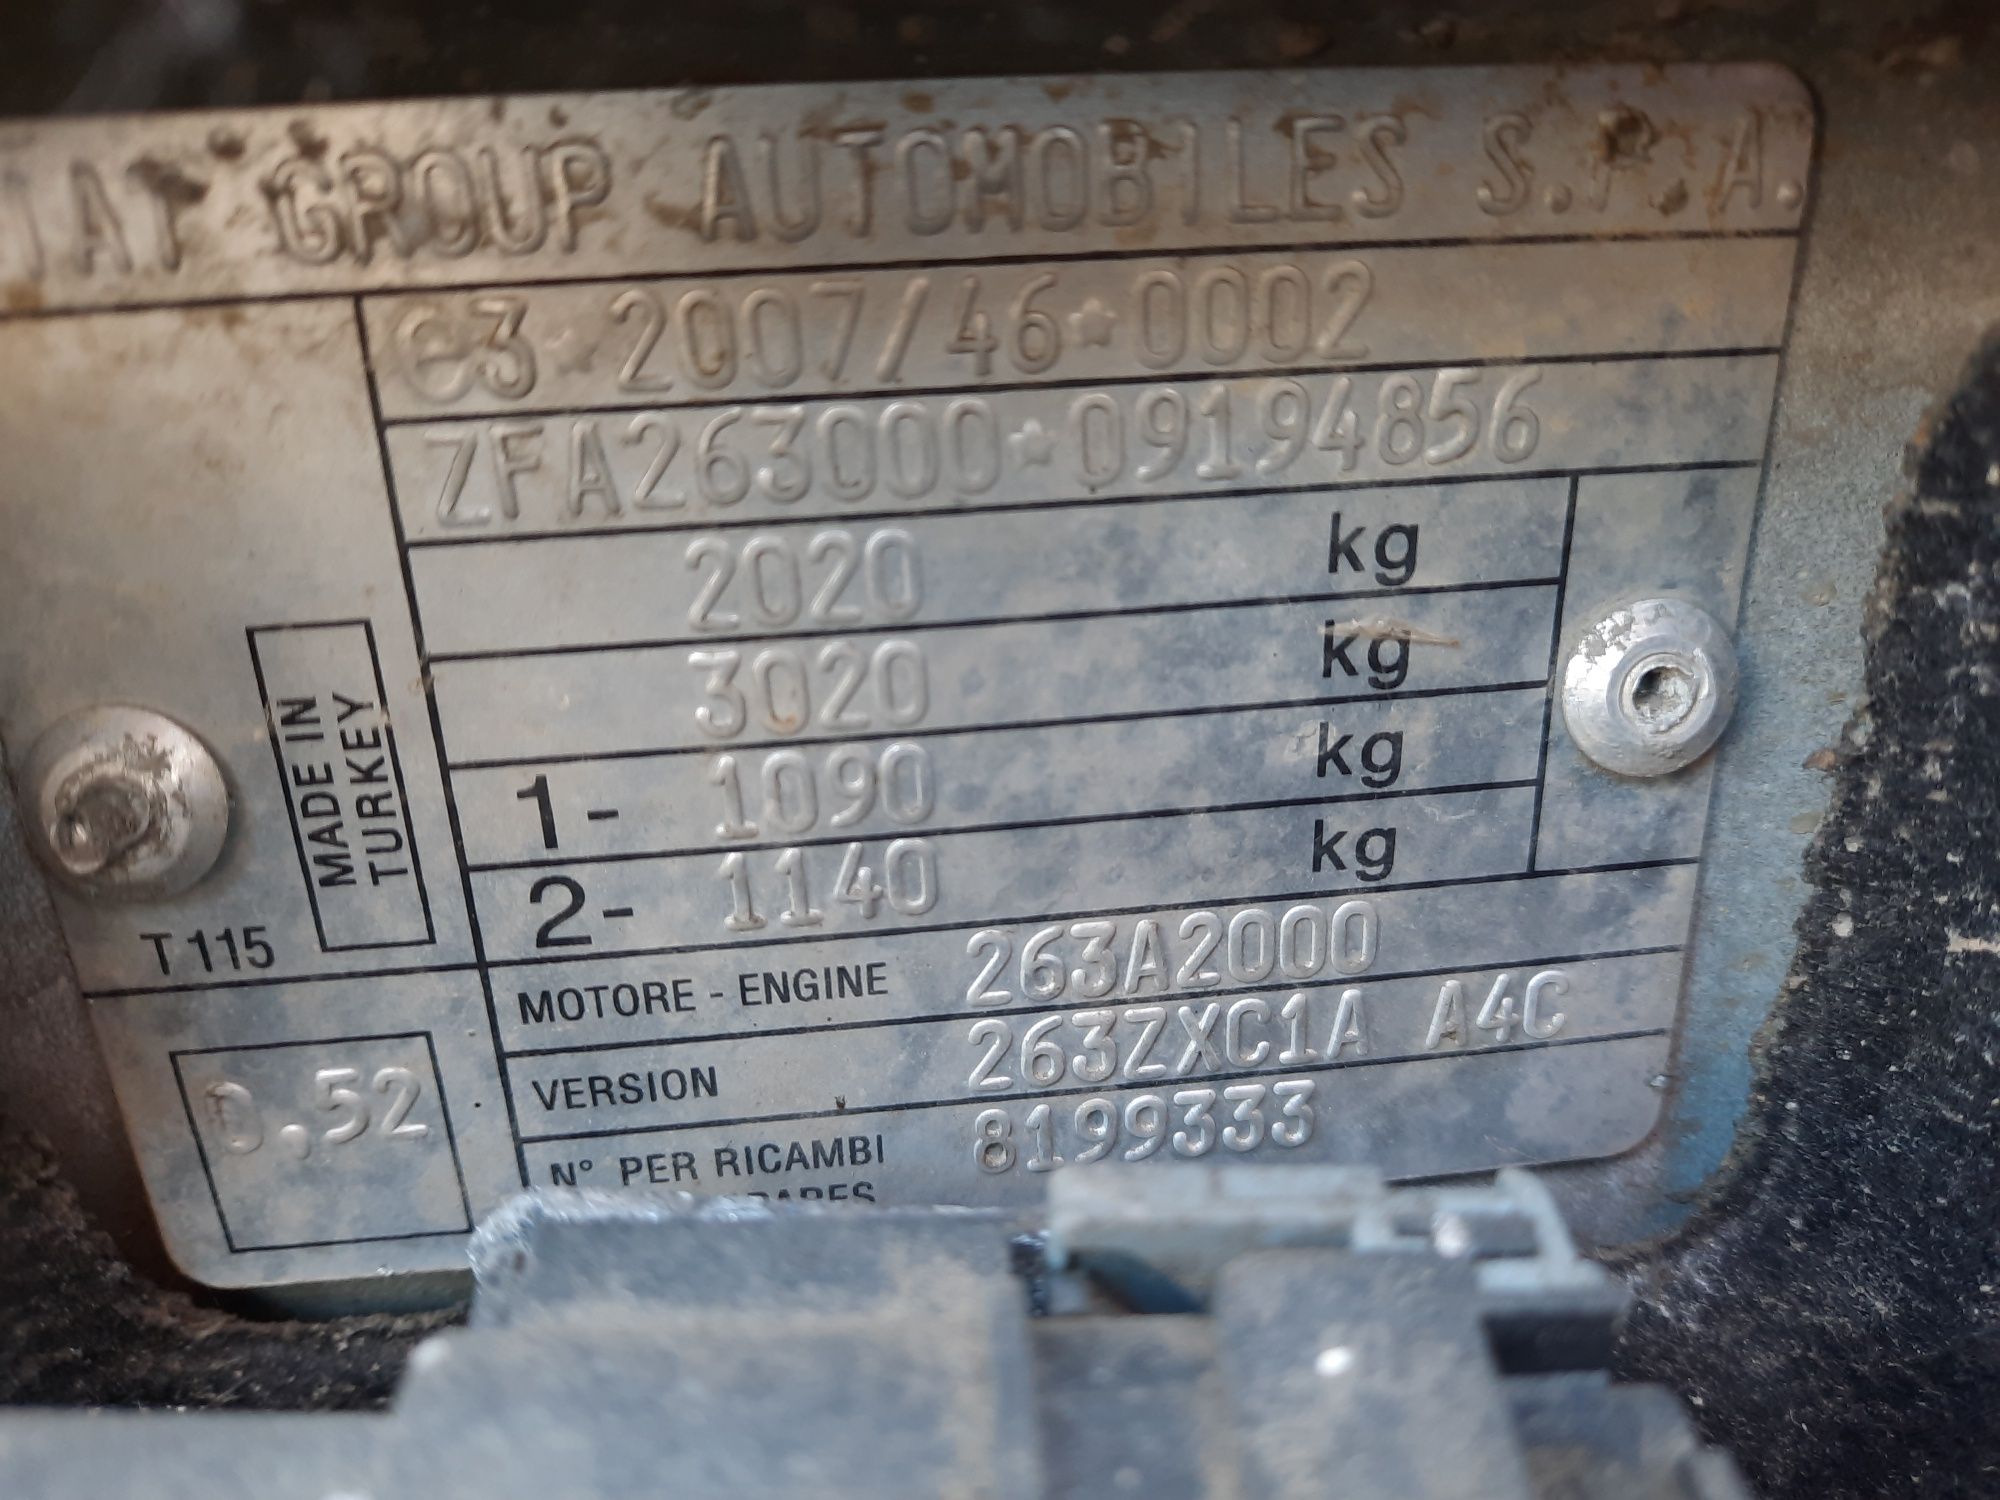 IAT GROUP AUTOMOBILES S.P.A.
e3*2007/46*0002
ZFA263000*09194856
2020 kg
3020 kg
1- 1090 kg
2- 1140 kg
MADE IN
TURKEY
T115
MOTORE - ENGINE 263A2000
VERSION 263ZXC1A A4C
N° PER RICAMBI 8199333
0,52